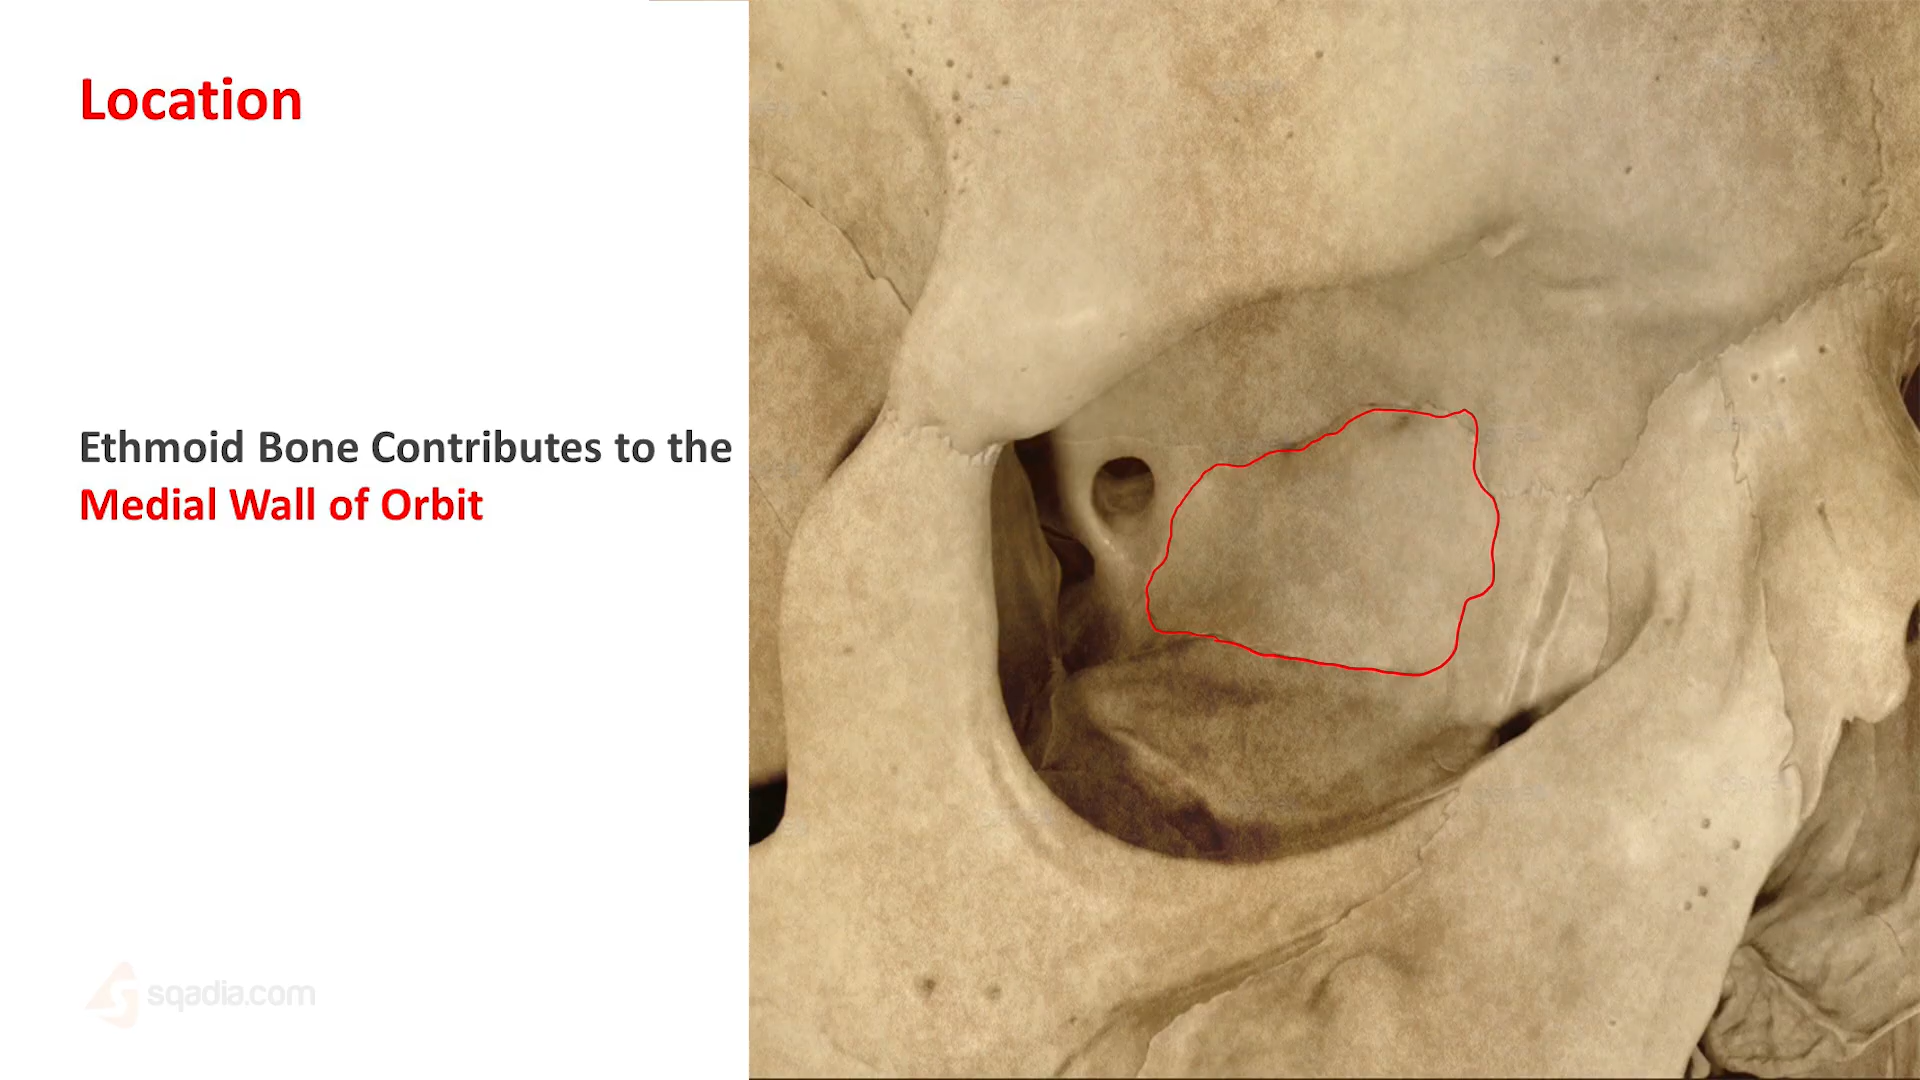 Location
Ethmoid Bone Contributes to the
Medial Wall of Orbit
sqadia.com